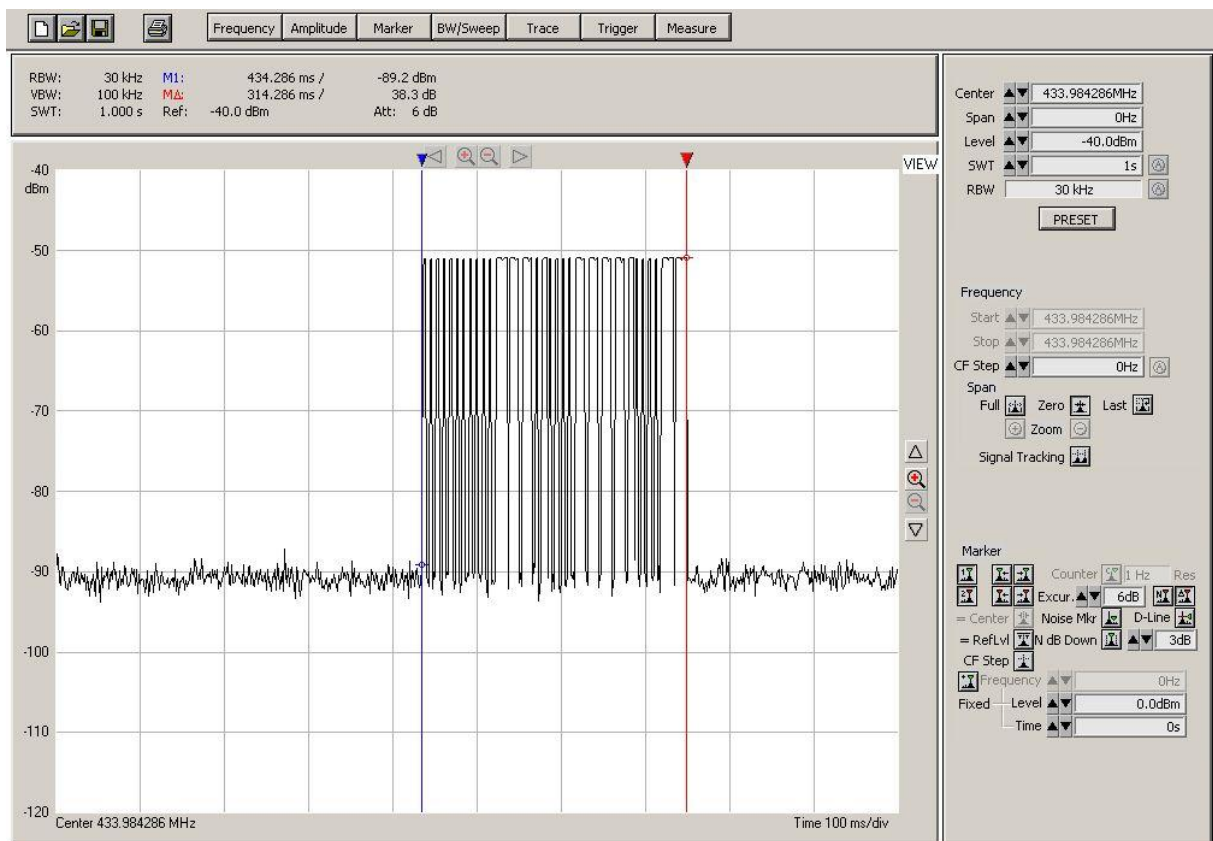 Frequency Amplitude Marker BW/Sweep Trace Trigger Measure
RBW: 30 kHz M1: 434.286 ms / -89.2 dBm
VBW: 100 kHz MΔ: 314.286 ms / 38.3 dB
SWT: 1.000 s Ref: -40.0 dBm Att: 6 dB
VIEW
-40
dBm
-50
-60
-70
-80
-90
-100
-110
-120
Center 433.984286 MHz
Time 100 ms/div
Center 433.984286MHz
Span 0Hz
Level -40.0dBm
SWT 1s
RBW 30 kHz
PRESET
Frequency
Start 433.984286MHz
Stop 433.984286MHz
CF Step 0Hz
Span
Full Zero Last
Zoom
Signal Tracking
Marker
Counter 1 Hz Res
Excur. 6dB
= Center Noise Mkr D-Line
= RefLvl N dB Down 3dB
CF Step
Frequency 0Hz
Fixed Level 0.0dBm
Time 0s